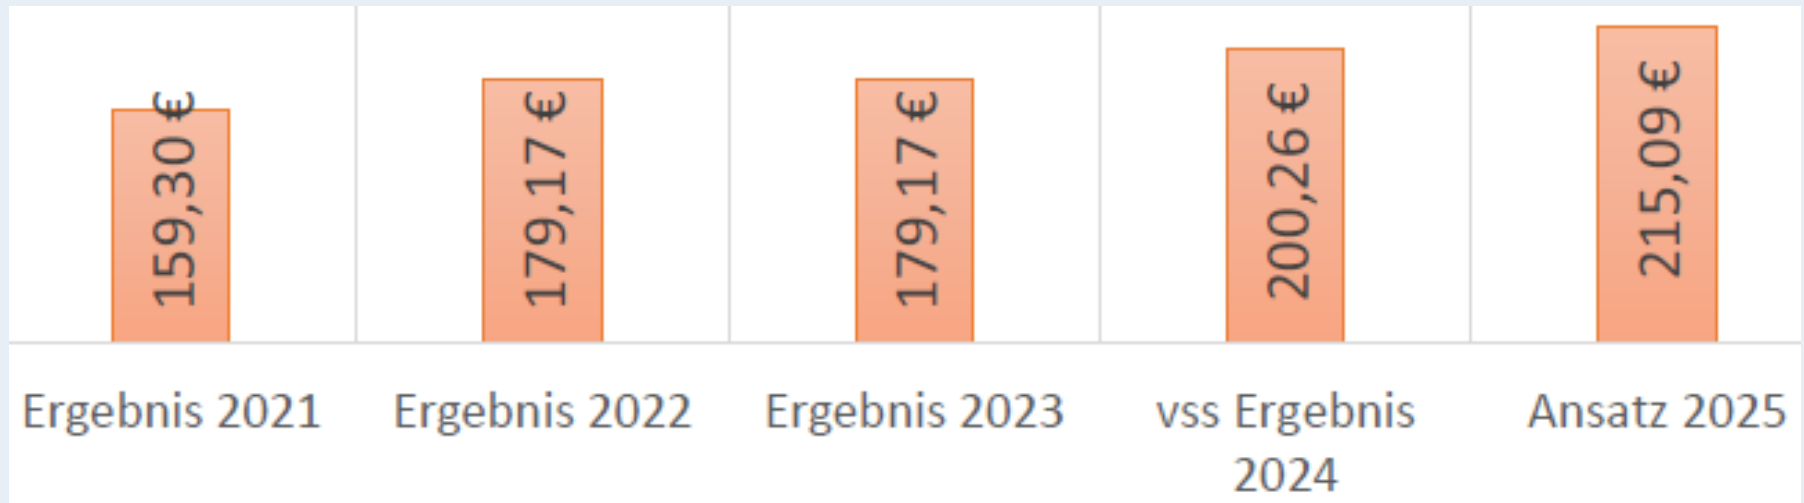 159,30 €
179,17 €
179,17 €
200,26 €
215,09 €
Ergebnis 2021
Ergebnis 2022
Ergebnis 2023
vss Ergebnis
2024
Ansatz 2025